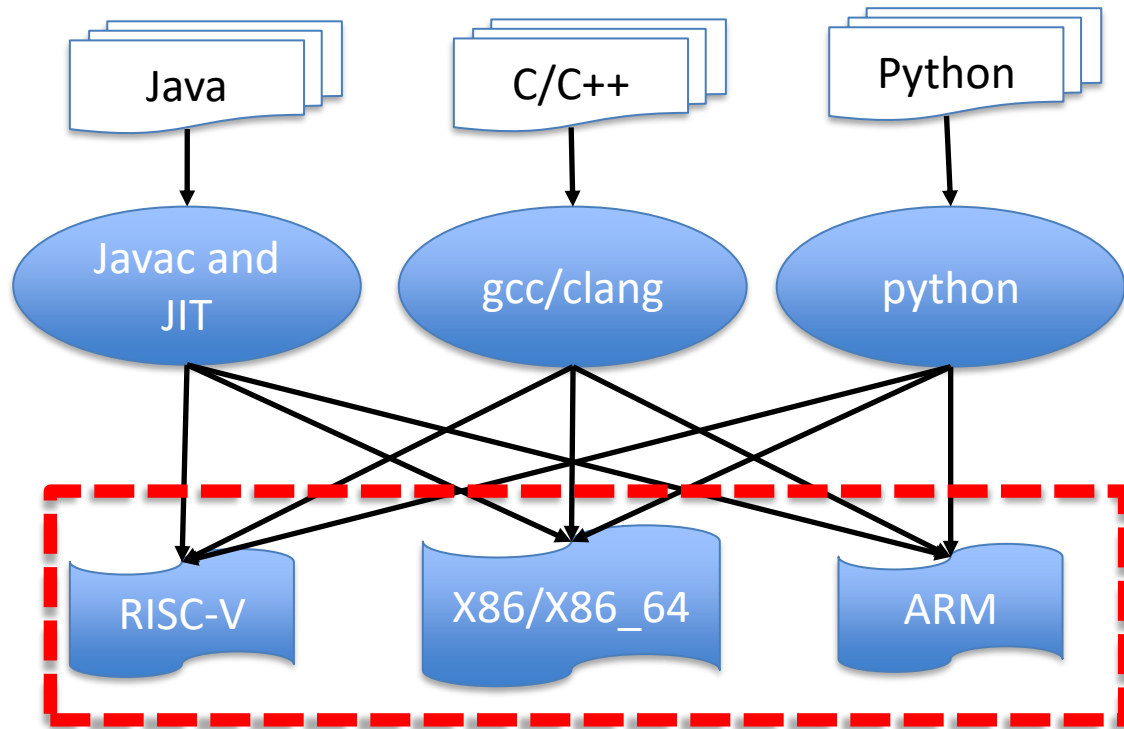 Java
C/C++
Python
Javac and
JIT
gcc/clang
python
RISC-V
X86/X86_64
ARM